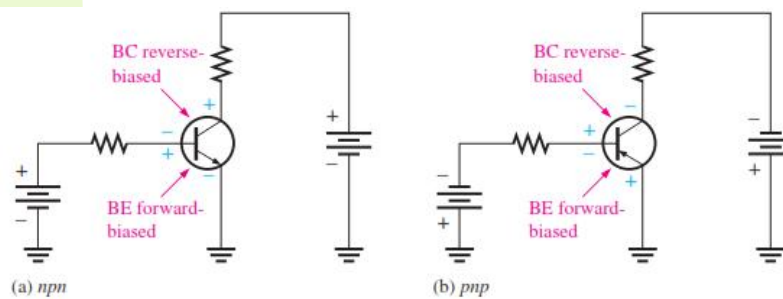 BC reverse-
biased
BE forward-
biased
(a) npn
BC reverse-
biased
BE forward-
biased
(b) pnp
+
−
+
−
+
−
+
−
−
+
−
+
−
+
−
+